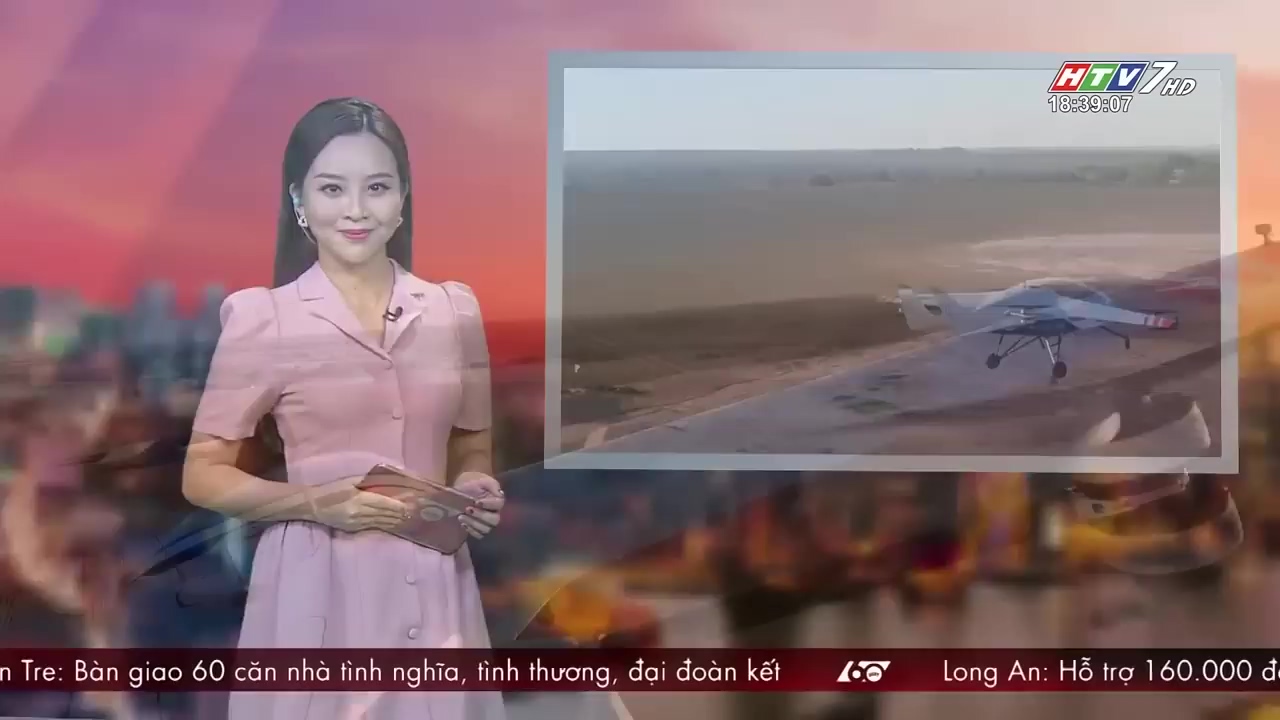 HTV7 HD
18:39:07
n Tre: Bàn giao 60 căn nhà tình nghĩa, tình thương, đại đoàn kết 60 Long An: Hỗ trợ 160.000 đ